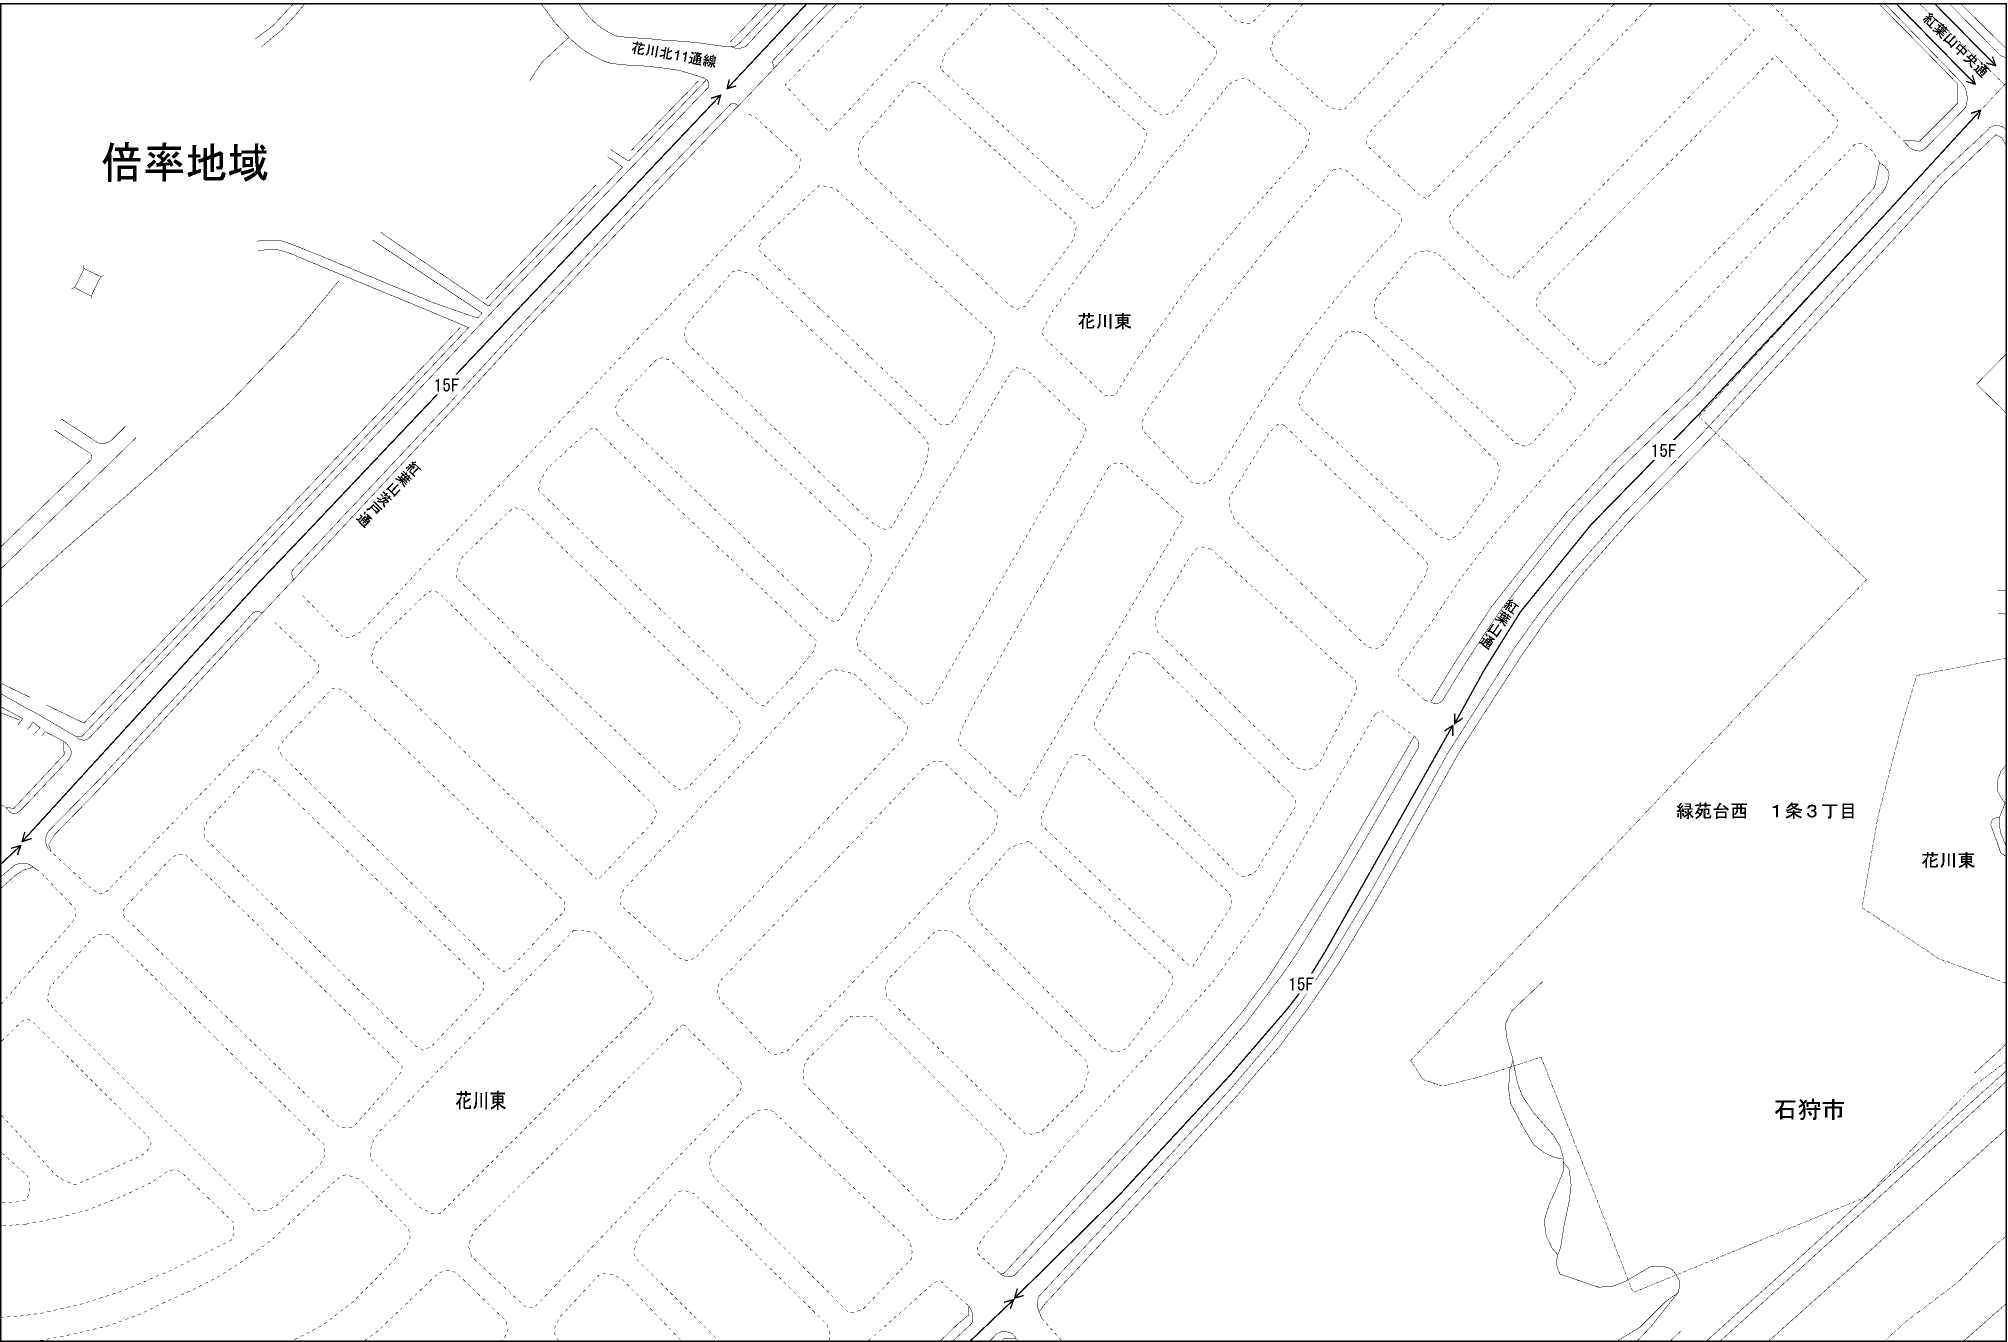 紅葉山中央通
花川北11通線
倍率地域
花川東
15F
15F
紅葉山茨戸通
紅葉山通
緑苑台西　１条３丁目
花川東
15F
花川東
石狩市